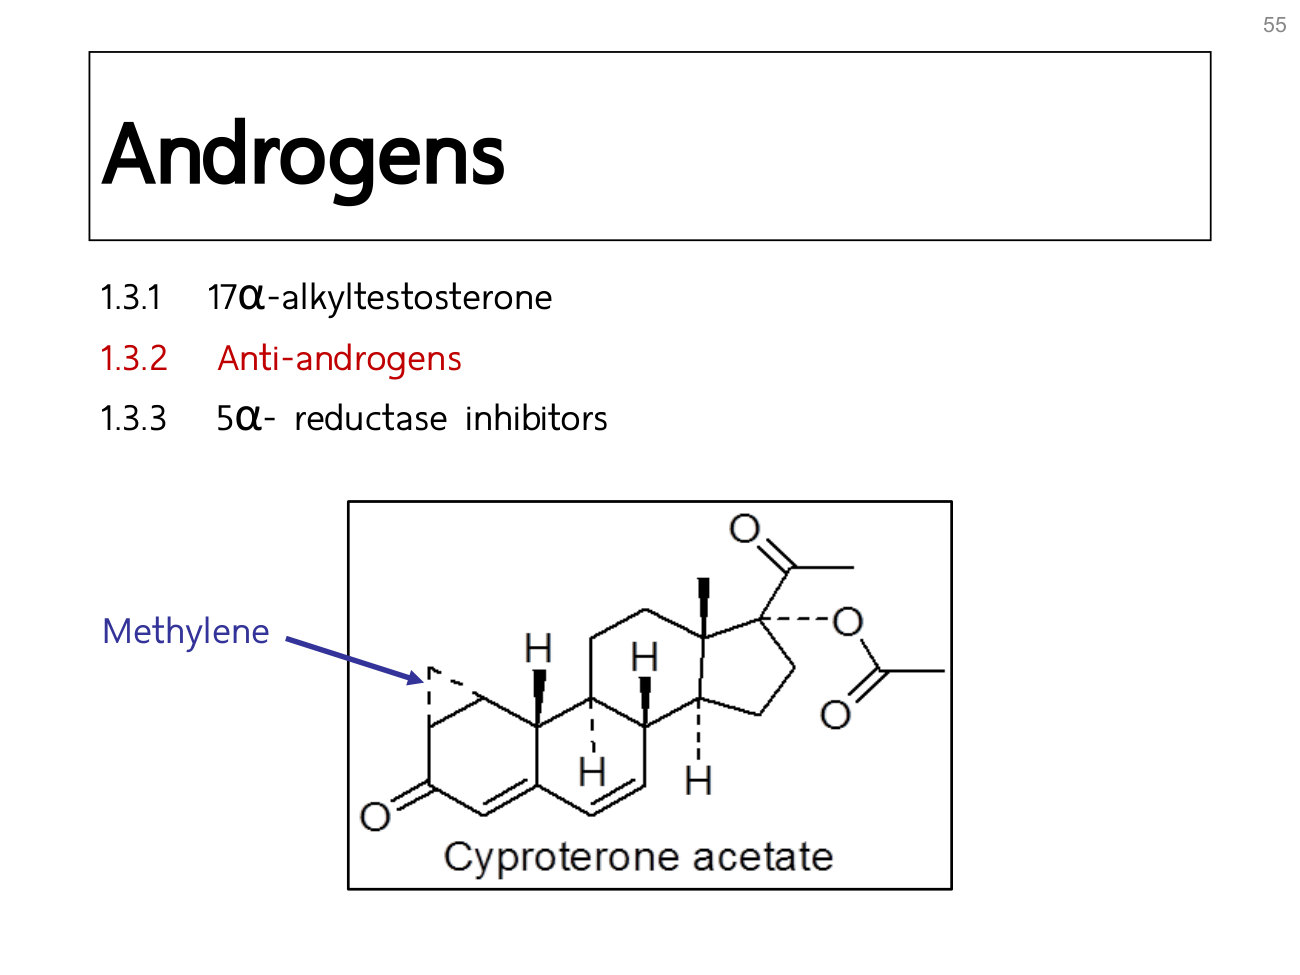 55
Androgens
1.3.1 17α-alkyltestosterone
1.3.2 Anti-androgens
1.3.3 5α- reductase inhibitors
Methylene
O
O
O
O
H
H
H
H
Cyproterone acetate